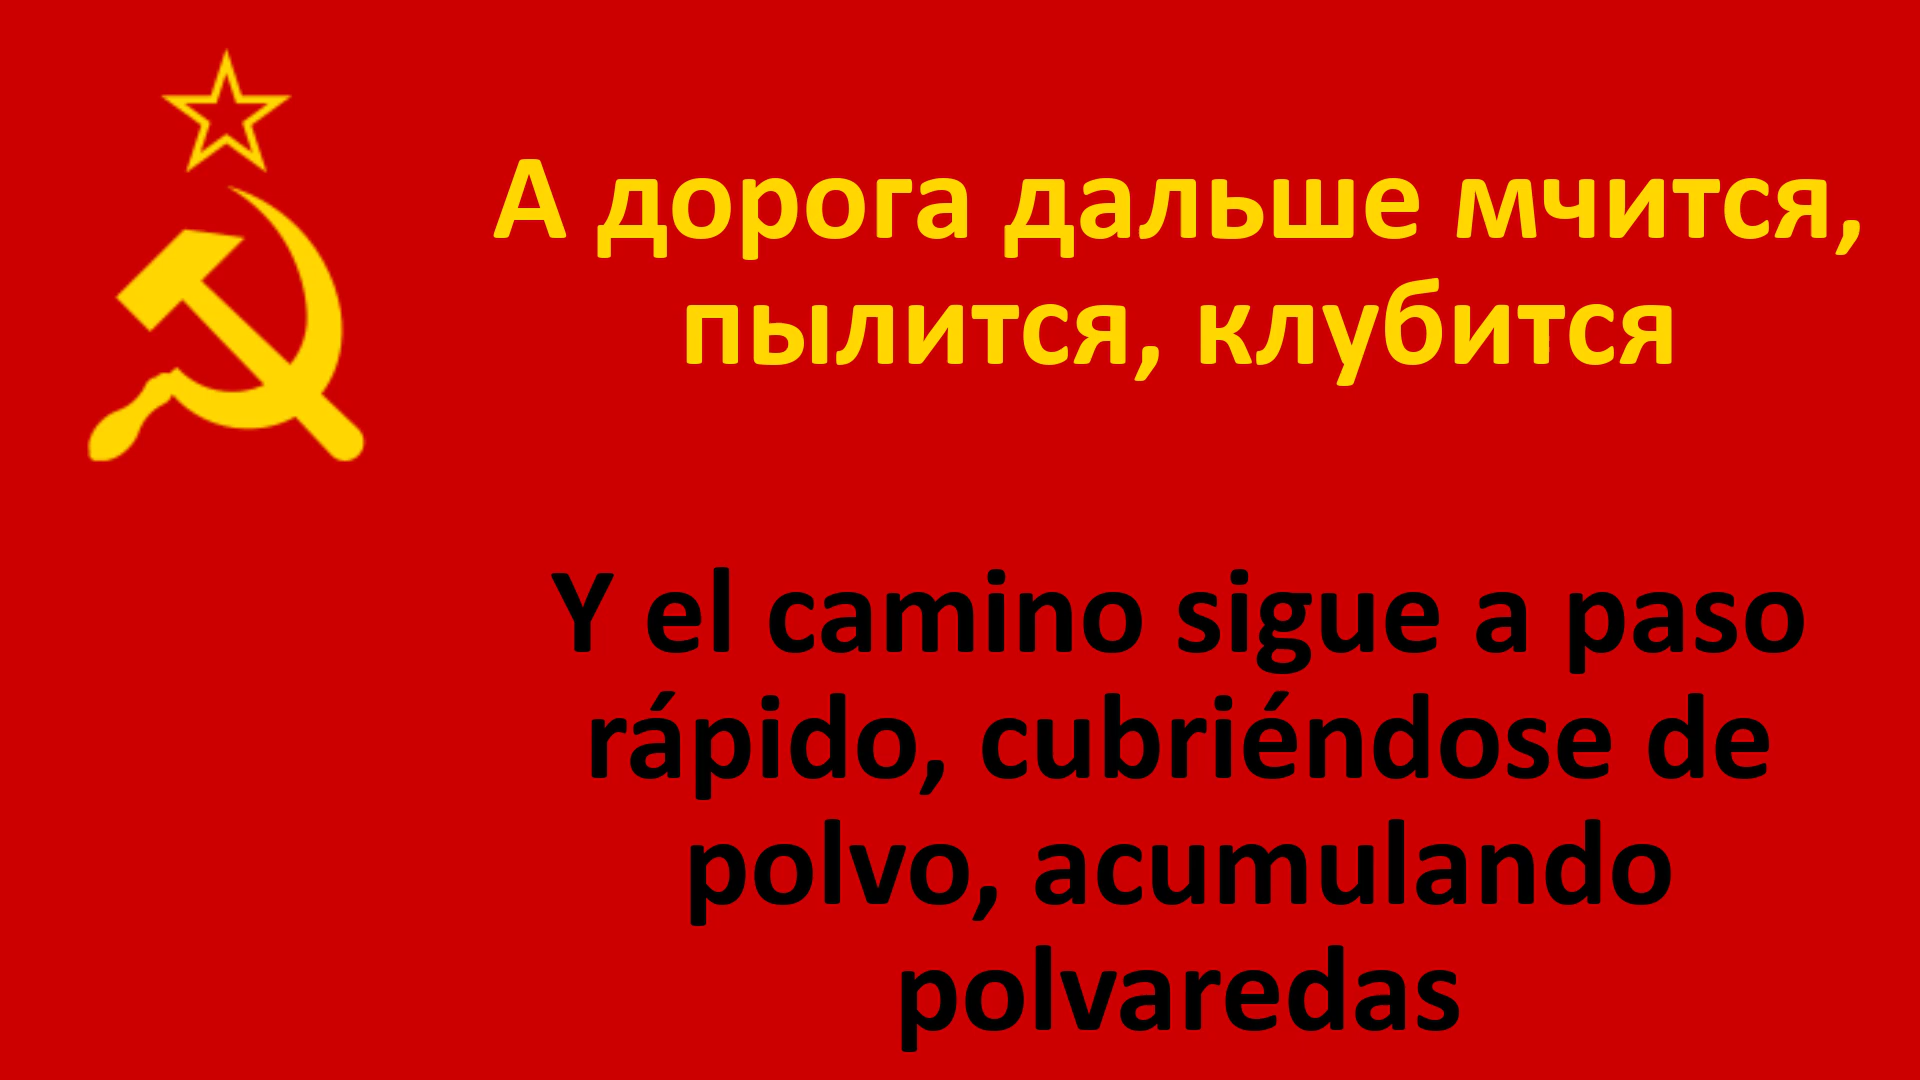 А дорога дальше мчится,
пылится, клубится
Y el camino sigue a paso
rápido, cubriéndose de
polvo, acumulando
polvaredas